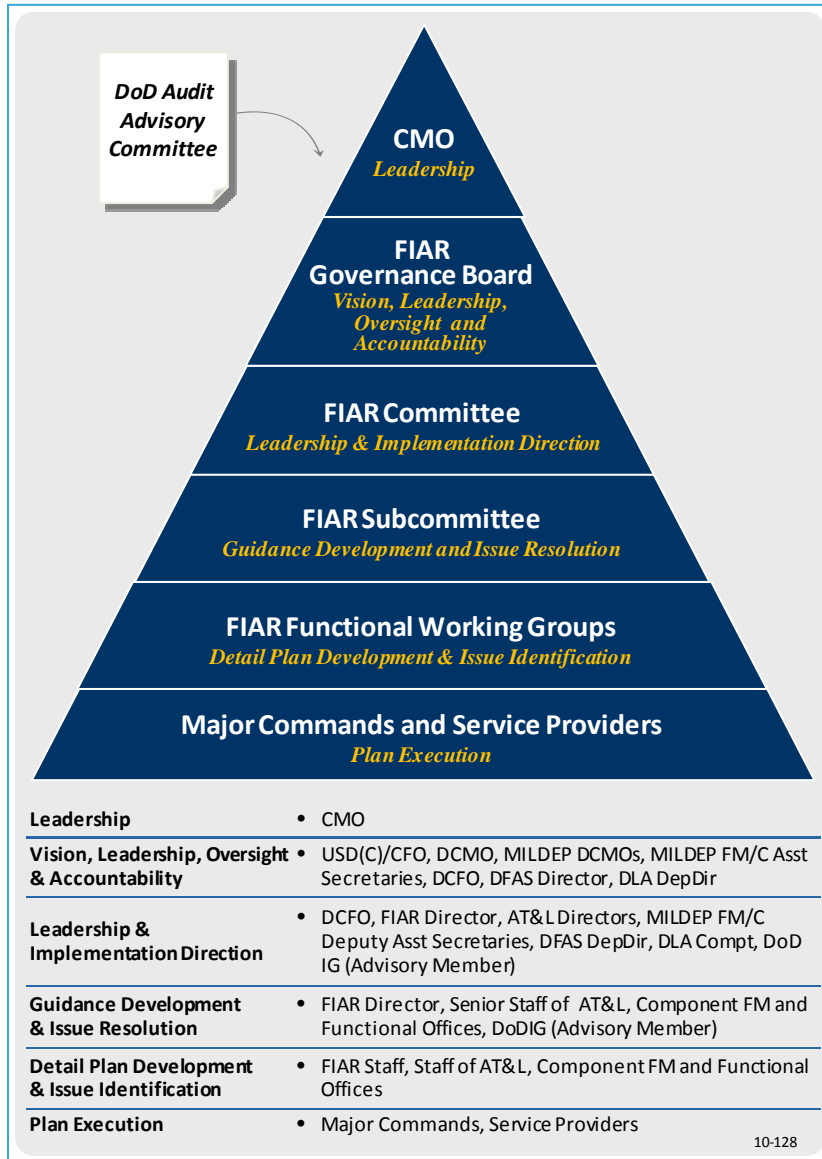 DoD Audit
Advisory
Committee
CMO
Leadership
FIAR
Governance Board
Vision, Leadership,
Oversight and
Accountability
FIAR Committee
Leadership & Implementation Direction
FIAR Subcommittee
Guidance Development and Issue Resolution
FIAR Functional Working Groups
Detail Plan Development & Issue Identification
Major Commands and Service Providers
Plan Execution
Leadership • CMO
Vision, Leadership, Oversight • USD(C)/CFO, DCMO, MILDEP DCMOs, MILDEP FM/C Asst
& Accountability Secretaries, DCFO, DFAS Director, DLA DepDir
Leadership &
Implementation Direction
• DCFO, FIAR Director, AT&L Directors, MILDEP FM/C
Deputy Asst Secretaries, DFAS DepDir, DLA Compt, DoD
IG (Advisory Member)
Guidance Development • FIAR Director, Senior Staff of AT&L, Component FM and
& Issue Resolution Functional Offices, DoDIG (Advisory Member)
Detail Plan Development • FIAR Staff, Staff of AT&L, Component FM and Functional
& Issue Identification Offices
Plan Execution • Major Commands, Service Providers
10-128